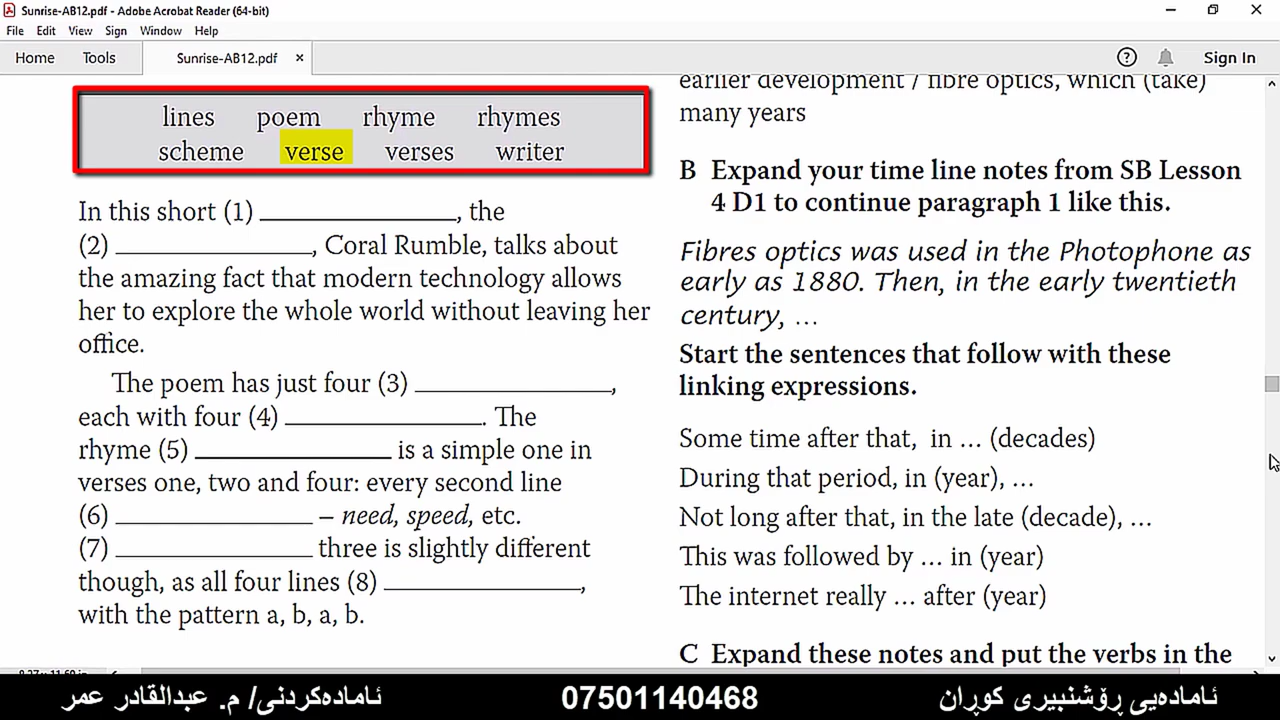 Sunrise-AB12.pdf - Adobe Acrobat Reader (64-bit)
File Edit View Sign Window Help
Home Tools Sunrise-AB12.pdf × Sign In
lines poem rhyme rhymes
scheme verse verses writer
In this short (1) ____________, the
(2) ____________, Coral Rumble, talks about
the amazing fact that modern technology allows
her to explore the whole world without leaving her
office.
The poem has just four (3) ____________,
each with four (4) ____________. The
rhyme (5) ____________ is a simple one in
verses one, two and four: every second line
(6) ____________ – need, speed, etc.
(7) ____________ three is slightly different
though, as all four lines (8) ____________,
with the pattern a, b, a, b.
earlier development / fibre optics, which (take)
many years
B Expand your time line notes from SB Lesson
4 D1 to continue paragraph 1 like this.
Fibres optics was used in the Photophone as
early as 1880. Then, in the early twentieth
century, …
Start the sentences that follow with these
linking expressions.
Some time after that, in … (decades)
During that period, in (year), …
Not long after that, in the late (decade), …
This was followed by … in (year)
The internet really … after (year)
C Expand these notes and put the verbs in the
ئامادەیی ڕۆشنبیری کوڕان 07501140468 ئامادەکردنی/ م. عبدالقادر عمر